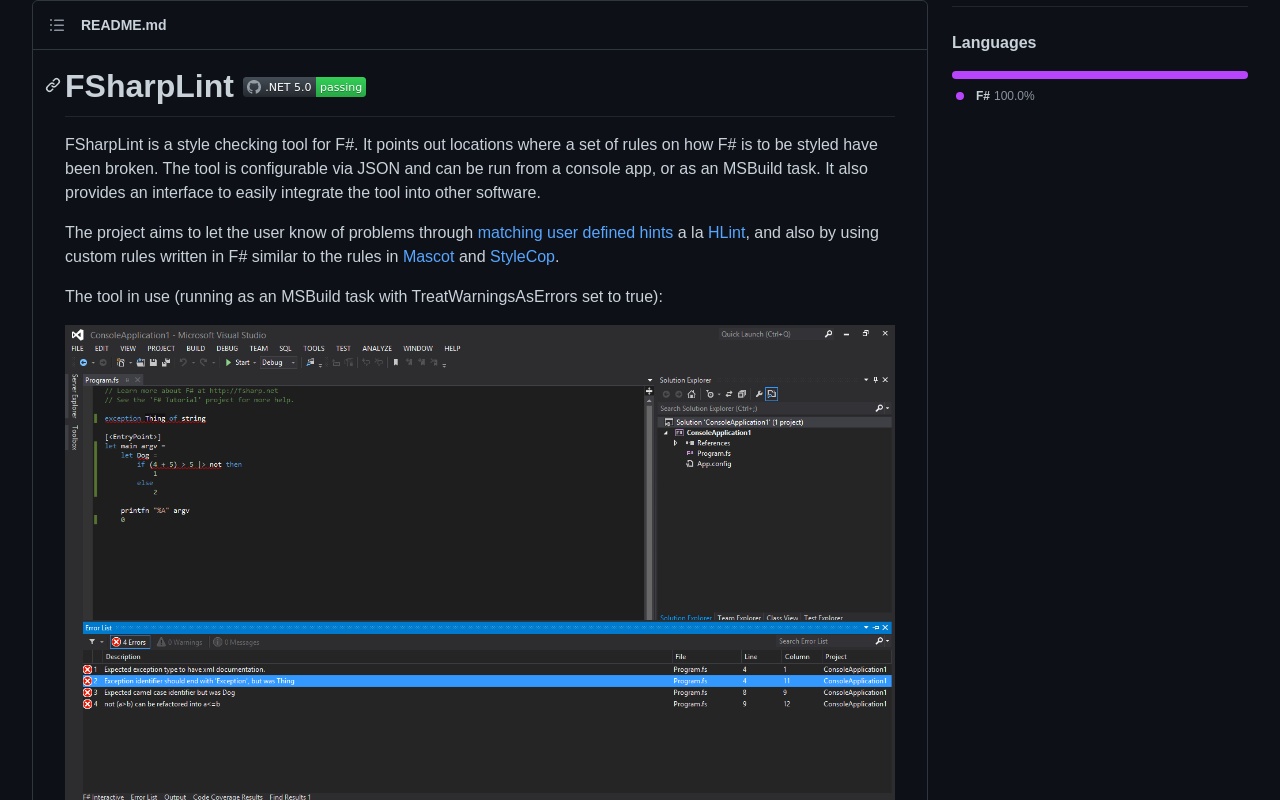 README.md
FSharpLint
.NET 5.0 passing
FSharpLint is a style checking tool for F#. It points out locations where a set of rules on how F# is to be styled have
been broken. The tool is configurable via JSON and can be run from a console app, or as an MSBuild task. It also
provides an interface to easily integrate the tool into other software.
The project aims to let the user know of problems through matching user defined hints a la HLint, and also by using
custom rules written in F# similar to the rules in Mascot and StyleCop.
The tool in use (running as an MSBuild task with TreatWarningsAsErrors set to true):
ConsoleApplication1 - Microsoft Visual Studio
Quick Launch (Ctrl+Q)
FILE EDIT VIEW PROJECT BUILD DEBUG TEAM SQL TOOLS TEST ANALYZE WINDOW HELP
Start Debug
Server Explorer
Toolbox
Program.fs
// Learn more about F# at http://fsharp.net
// See the 'F# Tutorial' project for more help.
exception Thing of string
[<EntryPoint>]
let main argv =
let Dog =
if (4 + 5) > 5 |> not then
1
else
2
printfn "%A" argv
0
Solution Explorer
Search Solution Explorer (Ctrl+;)
Solution 'ConsoleApplication1' (1 project)
ConsoleApplication1
References
Program.fs
App.config
Solution Explorer Team Explorer Class View Test Explorer
Error List
4 Errors 0 Warnings 0 Messages
Search Error List
Description File Line Column Project
1 Expected exception type to have xml documentation. Program.fs 4 1 ConsoleApplication1
2 Exception identifier should end with 'Exception', but was Thing Program.fs 4 11 ConsoleApplication1
3 Expected camel case identifier but was Dog Program.fs 8 9 ConsoleApplication1
4 not (a>b) can be refactored into a<=b Program.fs 9 12 ConsoleApplication1
F# Interactive Error List Output Code Coverage Results Find Results 1
Languages
F# 100.0%